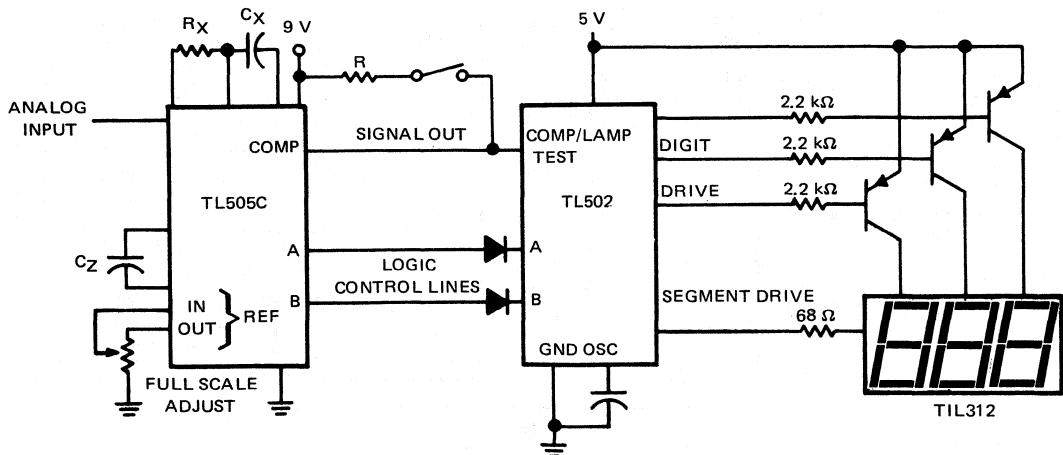 RX
CX
9 V
R
5 V
ANALOG
INPUT
COMP
SIGNAL OUT
COMP/LAMP
TEST
2.2 kΩ
DIGIT
2.2 kΩ
DRIVE
2.2 kΩ
TL505C
TL502
CZ
A
LOGIC
CONTROL LINES
A
B
B
IN
OUT
REF
SEGMENT DRIVE
68 Ω
GND OSC
FULL SCALE
ADJUST
TIL312